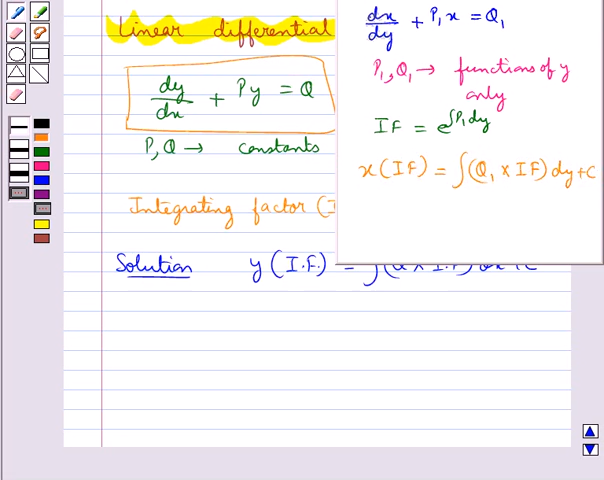 Linear differential
dy/dx + Py = Q
P, Q → constants
Integrating factor (I
Solution y (I.F.) =
dx/dy + P₁x = Q₁
P₁, Q₁ → functions of y
only
IF = e^∫P₁dy
x(IF) = ∫(Q₁ × IF) dy + C